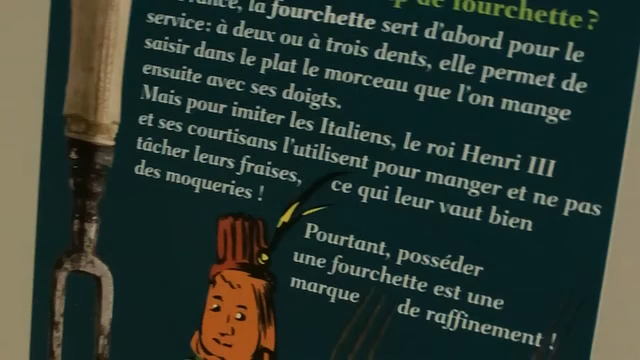 de fourchette ?
la fourchette sert d'abord pour le
service : à deux ou à trois dents, elle permet de
saisir dans le plat le morceau que l'on mange
ensuite avec ses doigts.
Mais pour imiter les Italiens, le roi Henri III
et ses courtisans l'utilisent pour manger et ne pas
tâcher leurs fraises, ce qui leur vaut bien
des moqueries !
Pourtant, posséder
une fourchette est une
marque de raffinement !